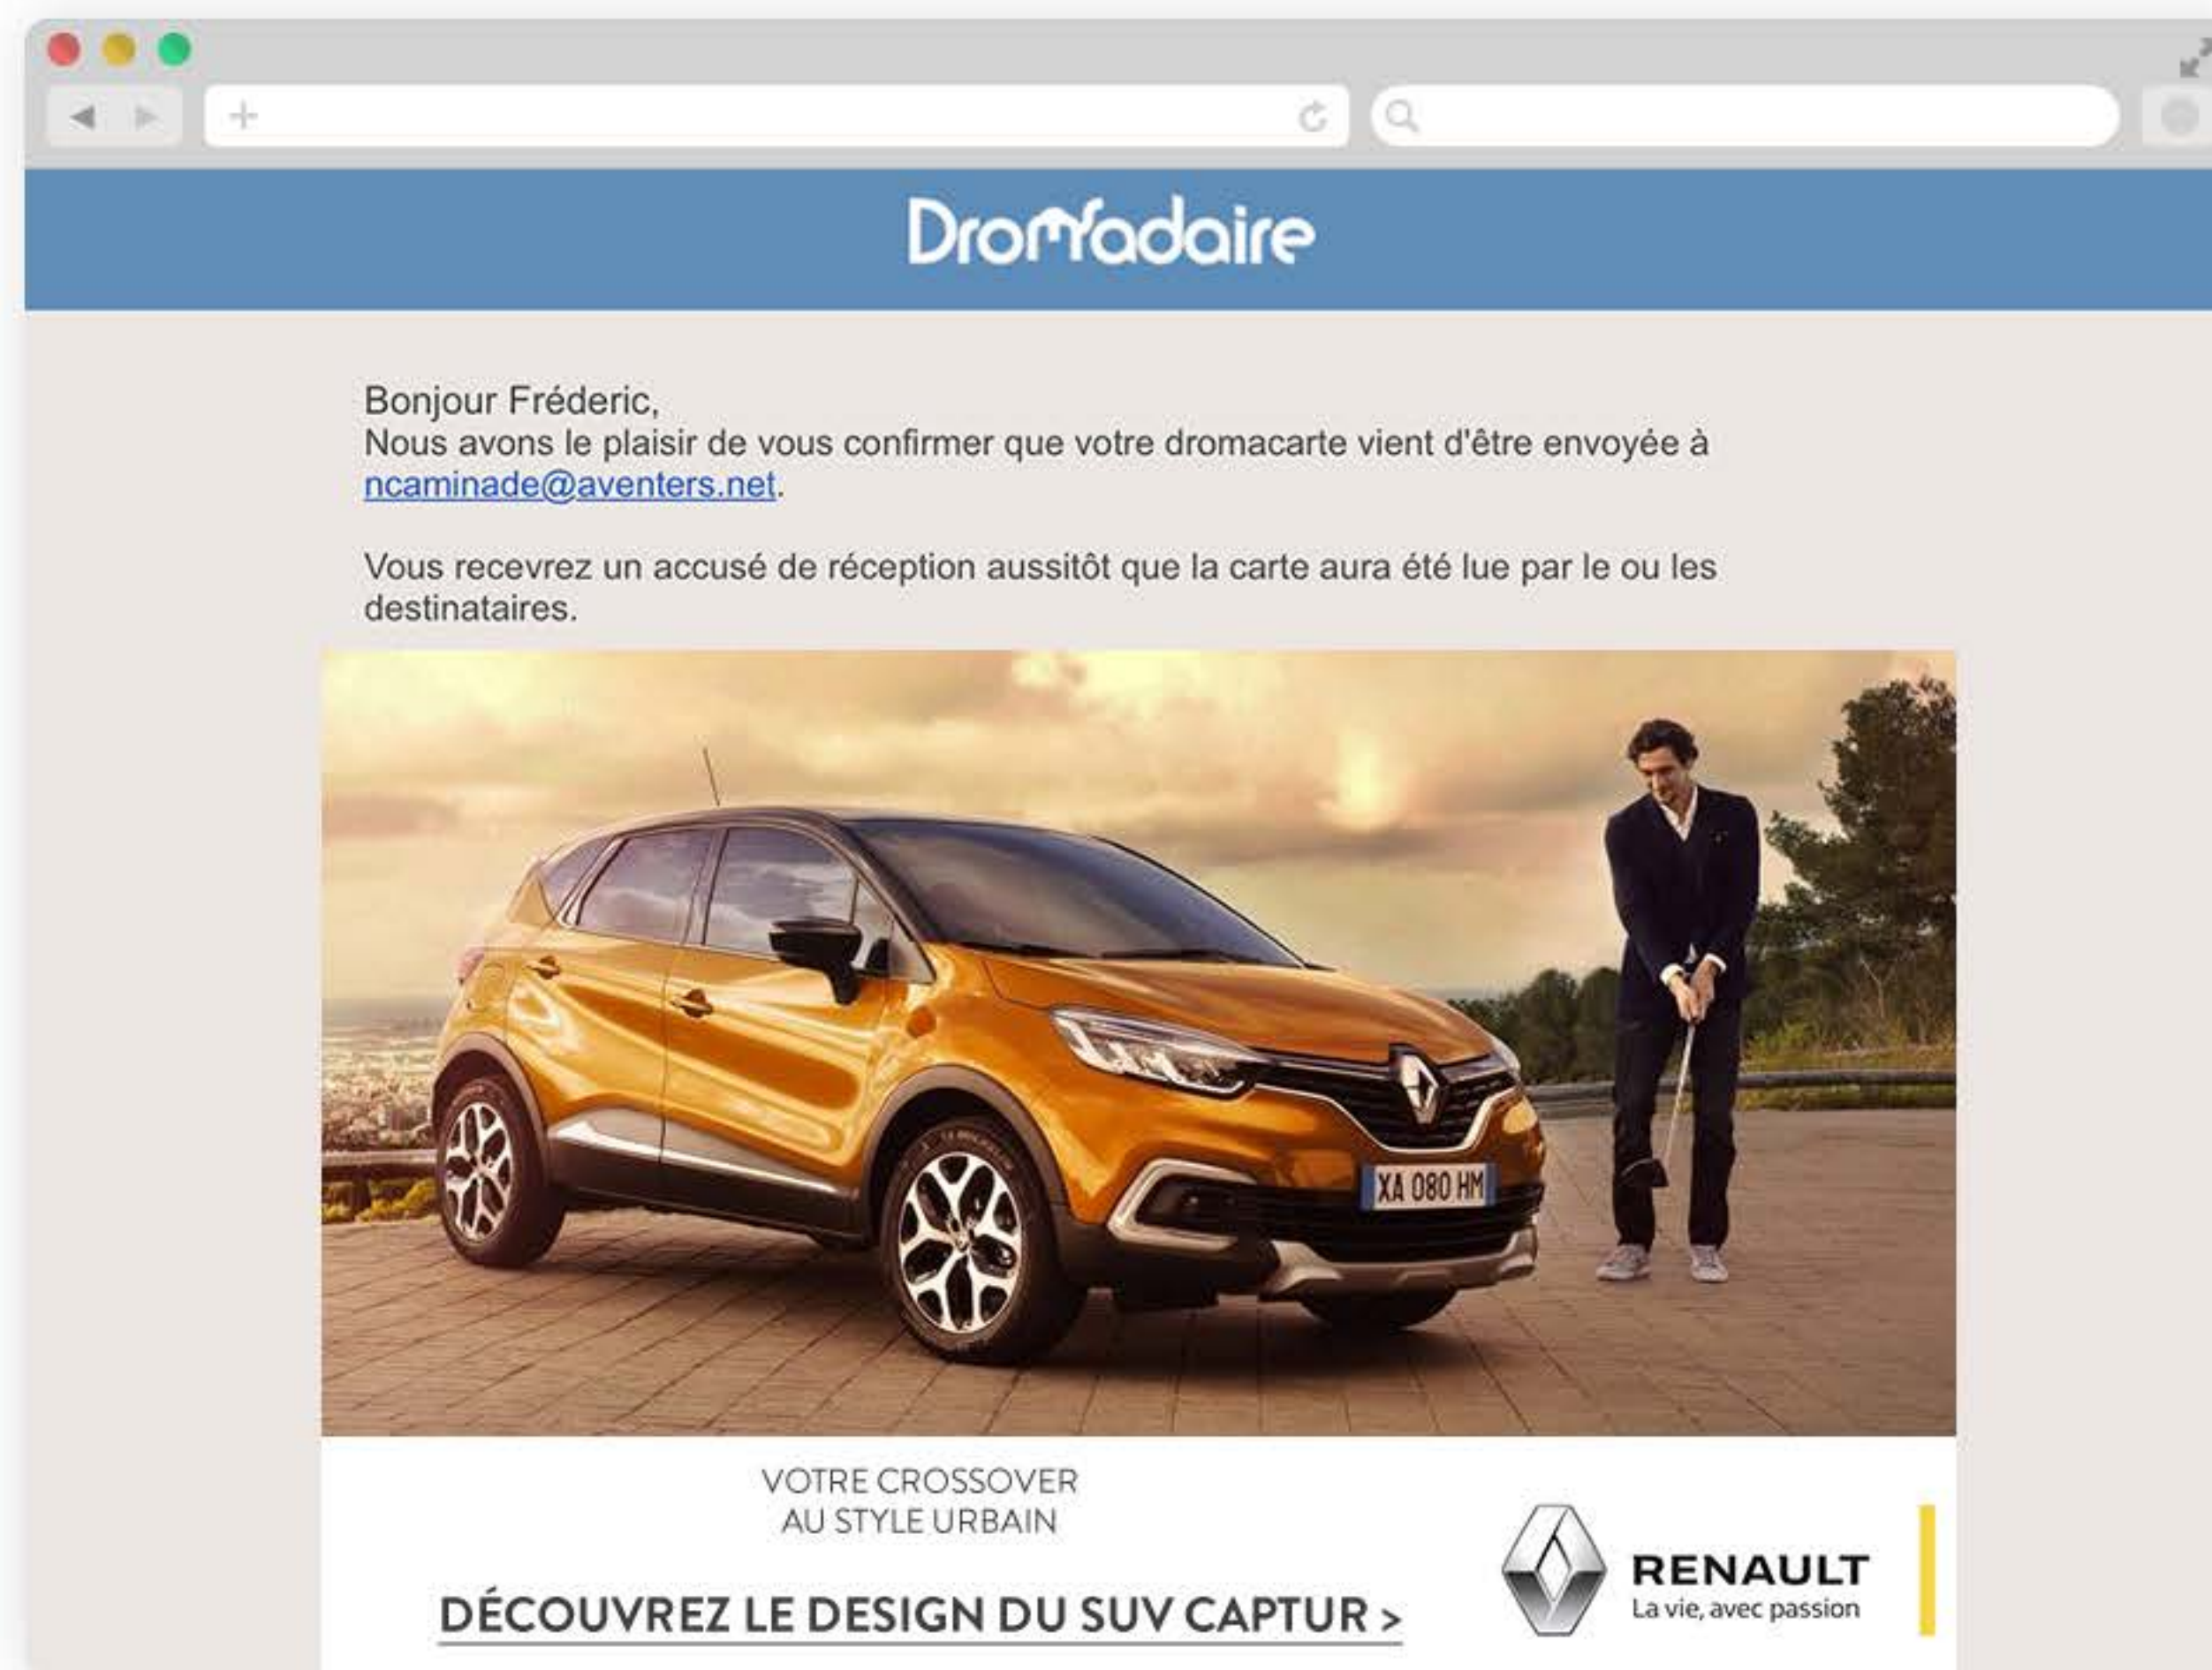 Dromadaire
Bonjour Fréderic,
Nous avons le plaisir de vous confirmer que votre dromacarte vient d'être envoyée à
ncaminade@aventers.net.
Vous recevrez un accusé de réception aussitôt que la carte aura été lue par le ou les
destinataires.
XA 080 HM
VOTRE CROSSOVER
AU STYLE URBAIN
DÉCOUVREZ LE DESIGN DU SUV CAPTUR >
RENAULT
La vie, avec passion